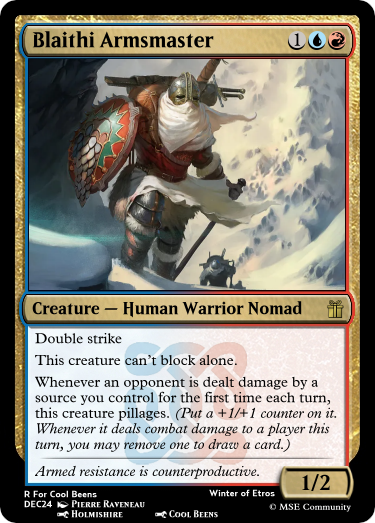 Blaithi Armsmaster 1
Creature — Human Warrior Nomad
Double strike
This creature can't block alone.
Whenever an opponent is dealt damage by a
source you control for the first time each turn,
this creature pillages. (Put a +1/+1 counter on it.
Whenever it deals combat damage to a player this
turn, you may remove one to draw a card.)
Armed resistance is counterproductive.
1/2
R For Cool Beens
Winter of Etros
DEC24 Pierre Raveneau
© MSE Community
Holmishire Cool Beens